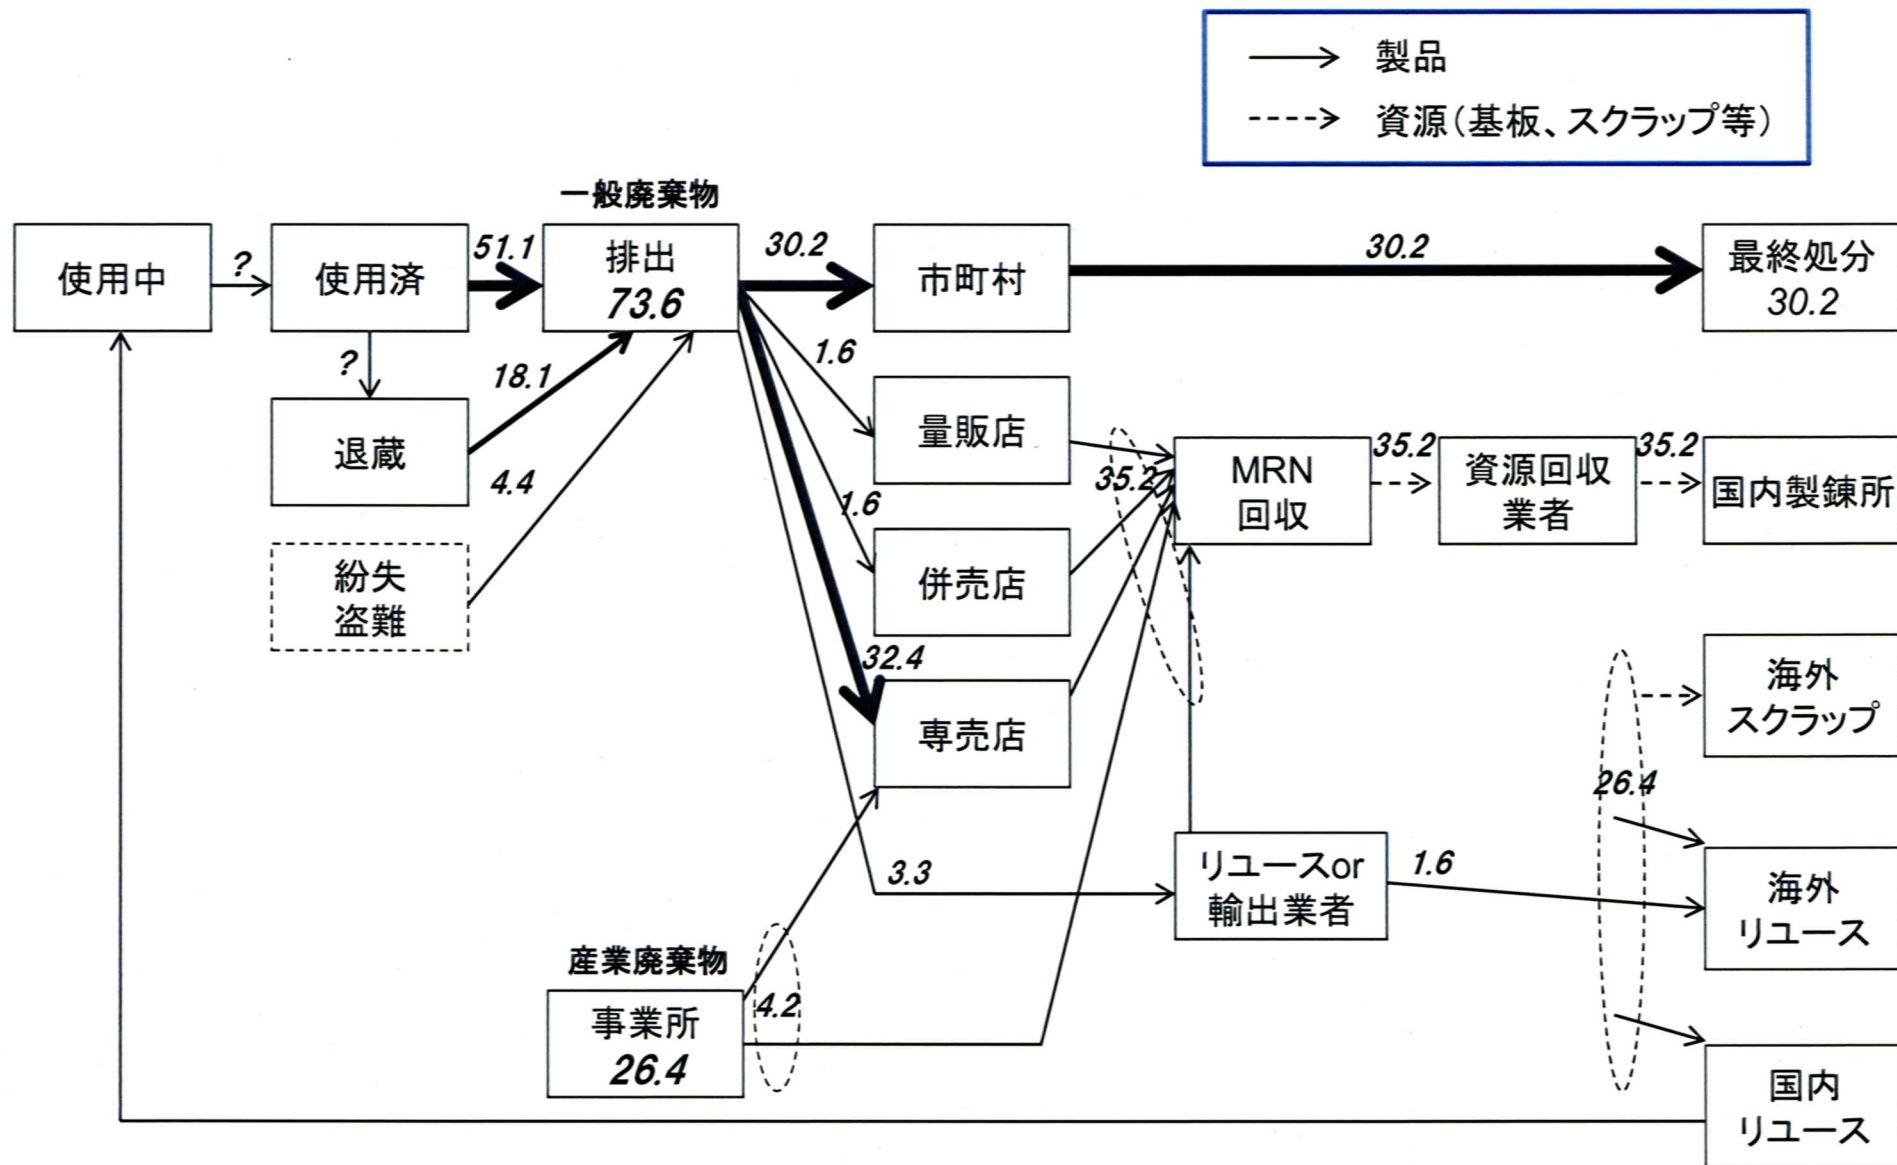 製品
資源(基板、スクラップ等)
一般廃棄物
使用中
?
使用済
51.1
排出
73.6
30.2
市町村
30.2
最終処分
30.2
?
18.1
1.6
退蔵
4.4
量販店
35.2
MRN
回収
35.2
資源回収
業者
35.2
国内製錬所
紛失
盗難
1.6
併売店
32.4
専売店
海外
スクラップ
26.4
3.3
リユースor
輸出業者
1.6
海外
リユース
産業廃棄物
事業所
26.4
4.2
国内
リユース